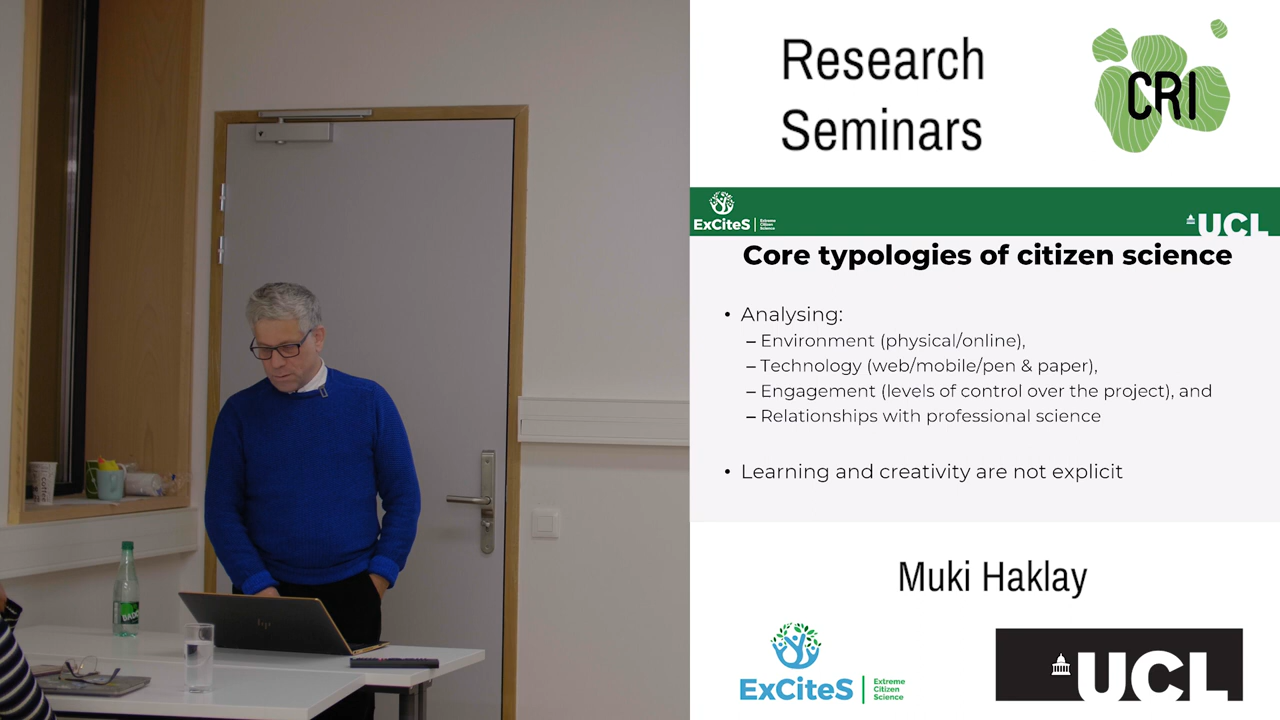 Research
Seminars
CRI
ExCiteS
Extreme
Citizen
Science
UCL
Core typologies of citizen science
• Analysing:
– Environment (physical/online),
– Technology (web/mobile/pen & paper),
– Engagement (levels of control over the project), and
– Relationships with professional science
• Learning and creativity are not explicit
Muki Haklay
ExCiteS
Extreme
Citizen
Science
UCL
hp
coffee